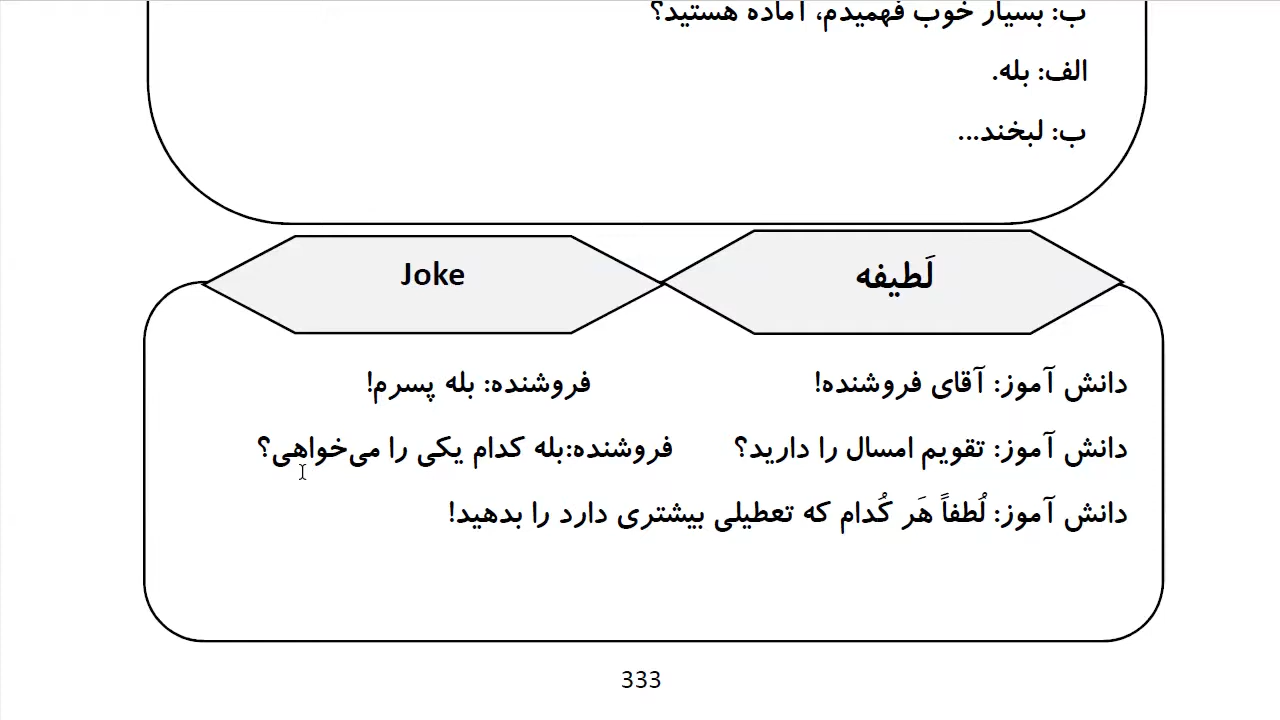 ب: بسیار خوب فهمیدم، آماده هستید؟
الف: بله.
ب: لبخند...
لَطیفه
Joke
دانش آموز: آقای فروشنده! فروشنده: بله پسرم!
دانش آموز: تقویم امسال را دارید؟ فروشنده:بله کدام یکی را می‌خواهی؟
دانش آموز: لُطفاً هَر کُدام که تعطیلی بیشتری دارد را بدهید!
333